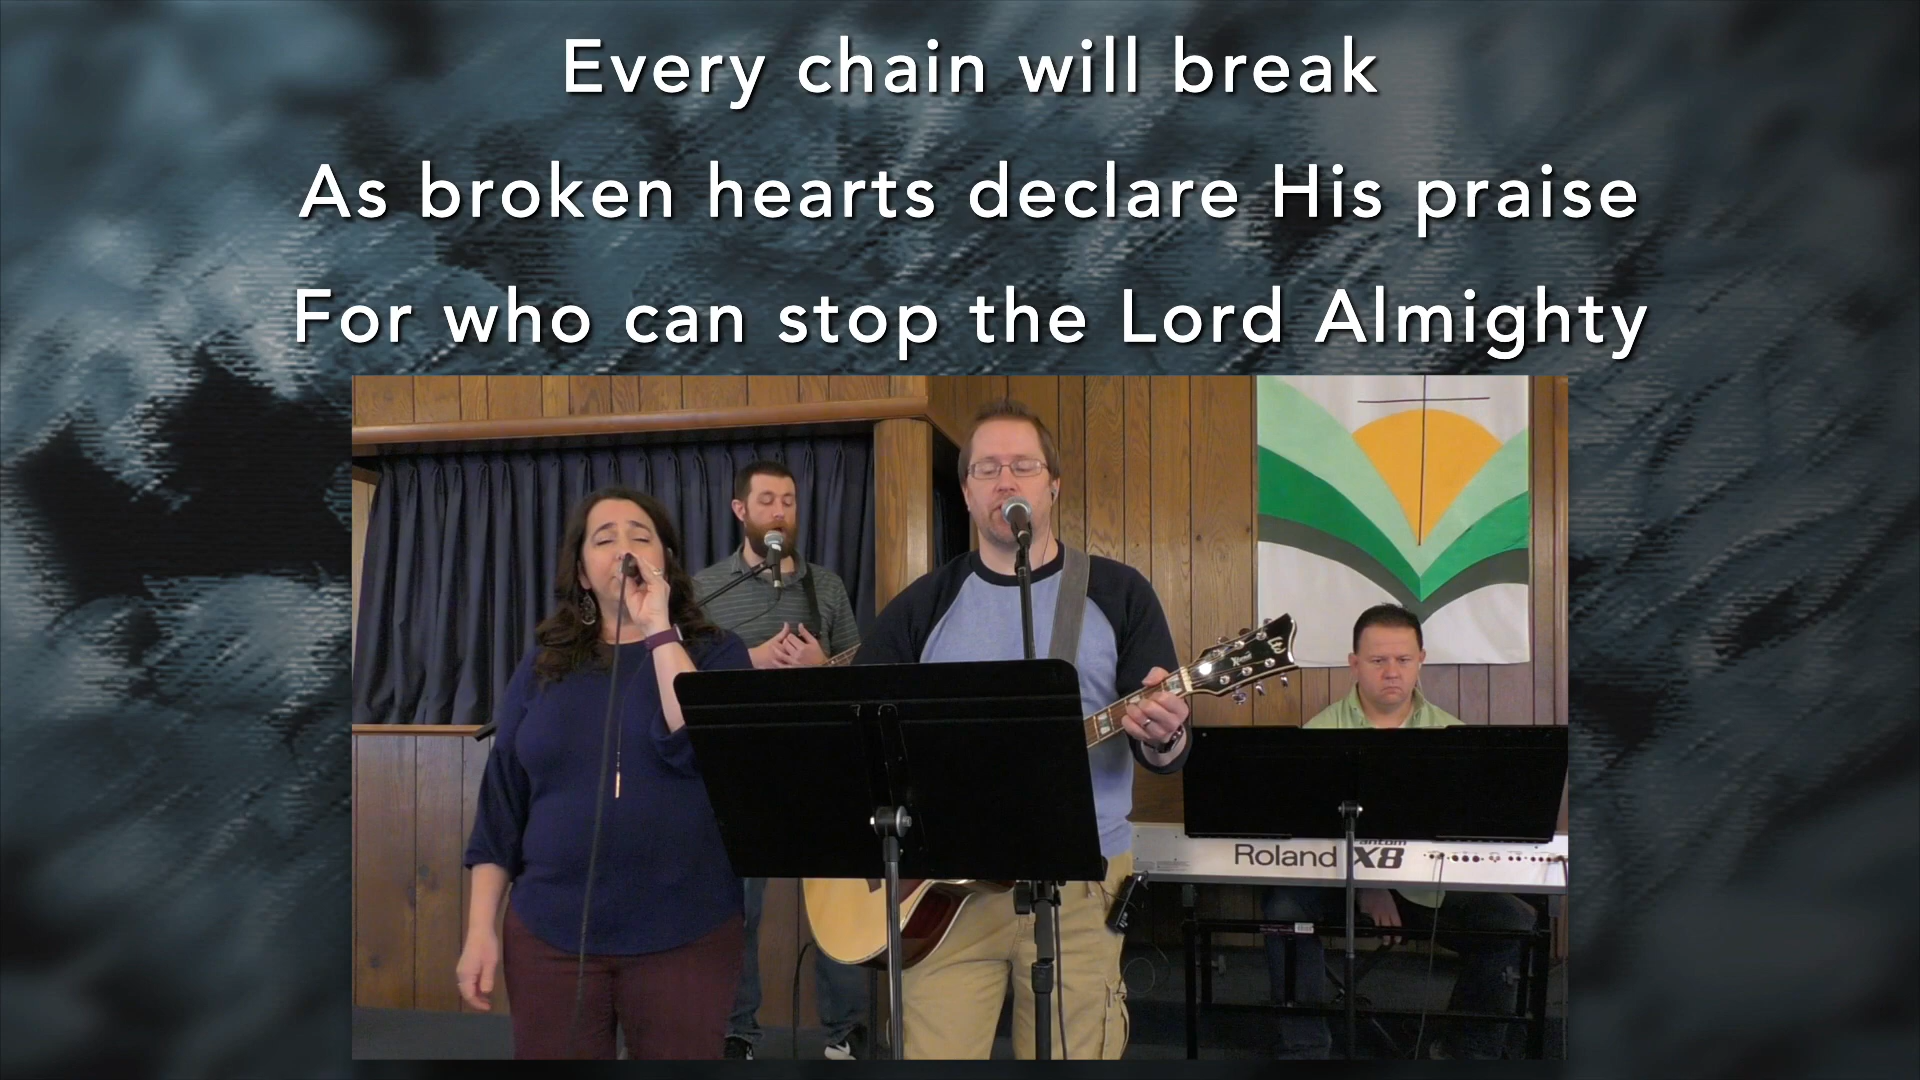 Every chain will break
As broken hearts declare His praise
For who can stop the Lord Almighty
Roland
X8